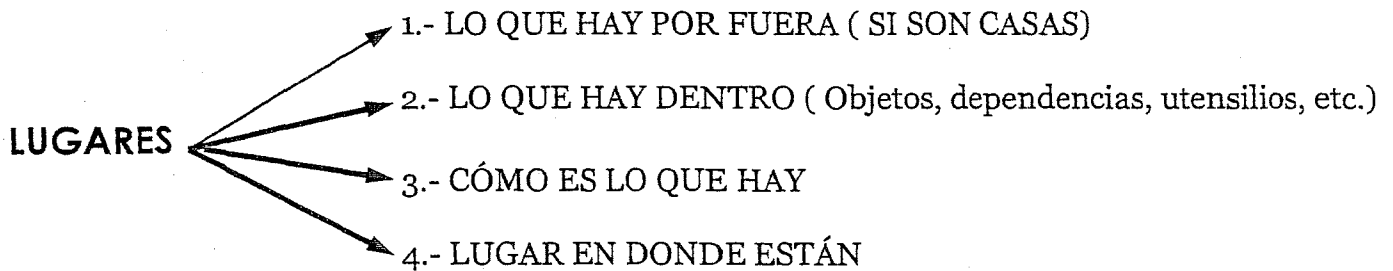 1.- LO QUE HAY POR FUERA ( SI SON CASAS)
2.- LO QUE HAY DENTRO ( Objetos, dependencias, utensilios, etc.)
LUGARES
3.- CÓMO ES LO QUE HAY
4.- LUGAR EN DONDE ESTÁN